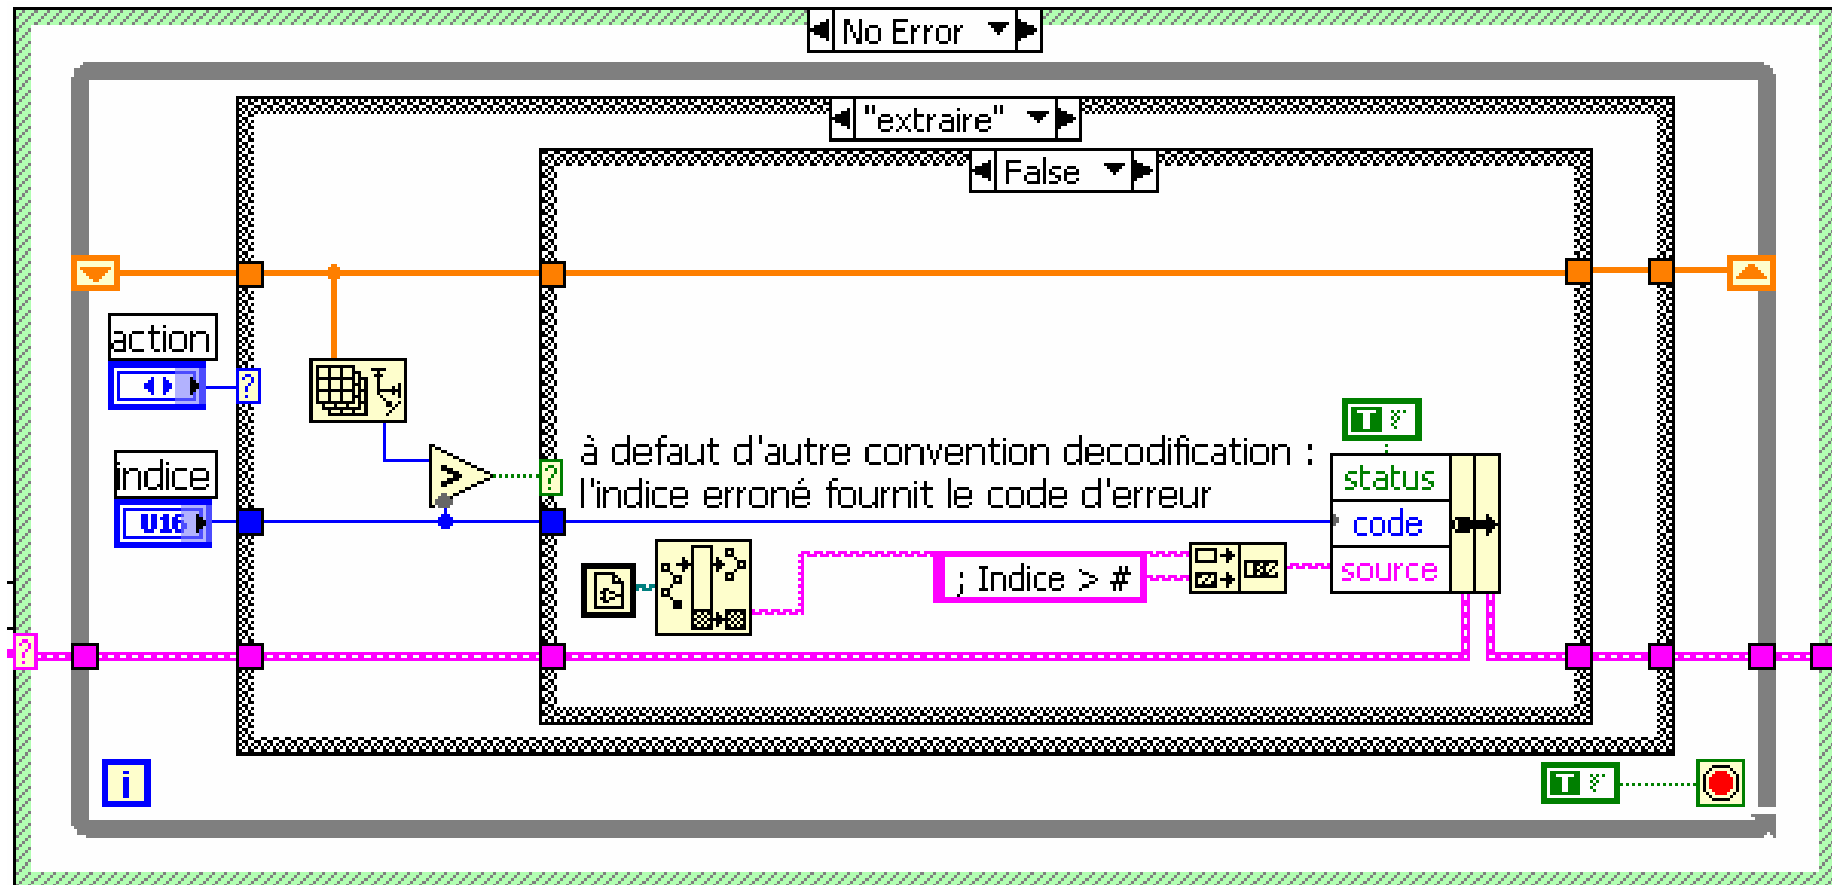 No Error
"extraire"
False
action
?
indice
U16
>
?
à defaut d'autre convention decodification :
l'indice erroné fournit le code d'erreur
T
status
code
source
; Indice > #
?
i
T